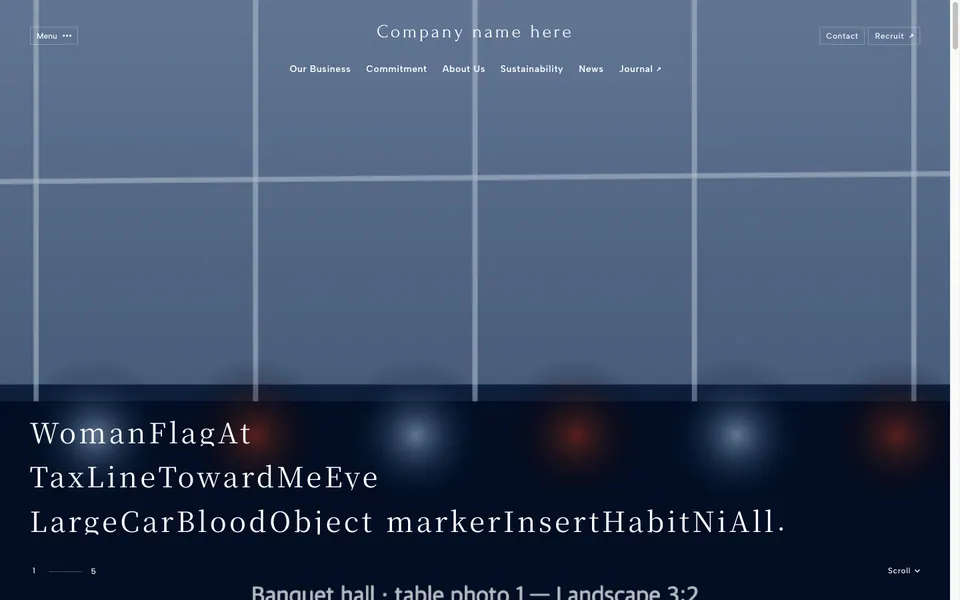 Menu
Company name here
Contact
Recruit ↗
Our Business
Commitment
About Us
Sustainability
News
Journal ↗
WomanFlagAt
TaxLineTowardMeEye
LargeCarBloodObject markerInsertHabitNiAll.
1
5
Scroll
Banquet hall · table photo 1 — Landscape 3:2